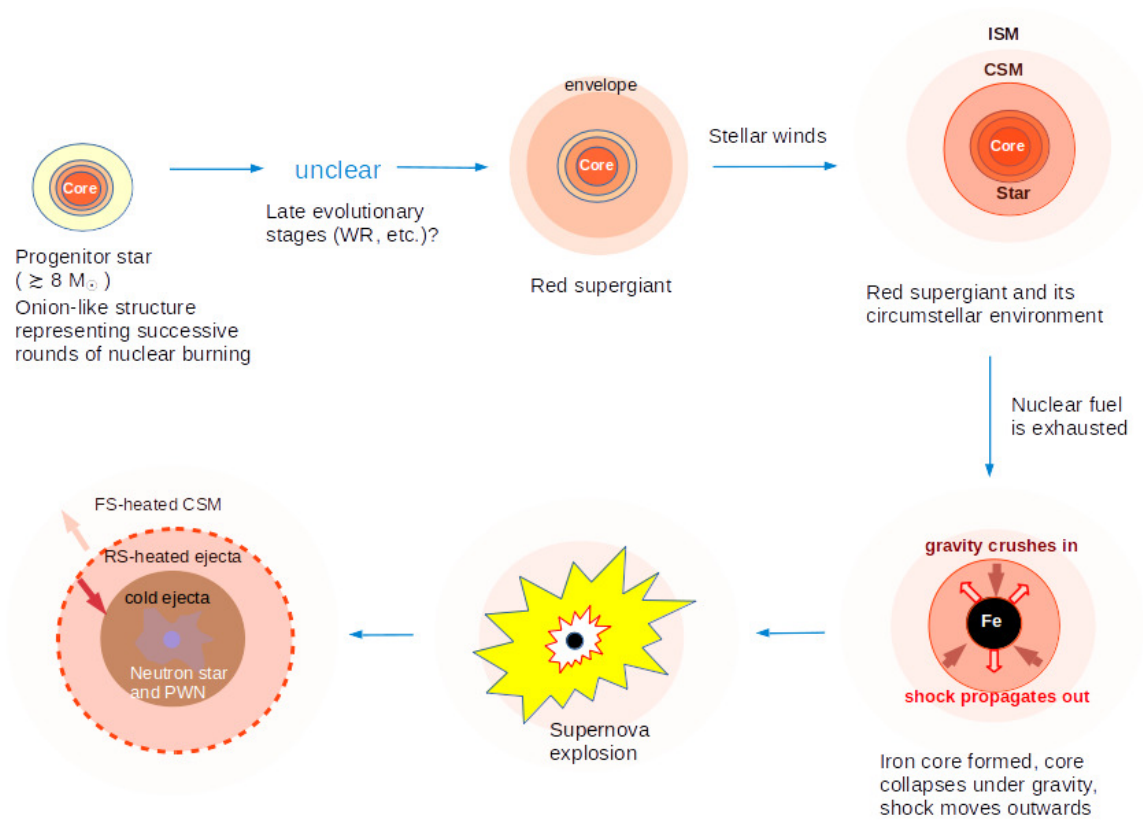 Core
Progenitor star
( ≳ 8 M☉ )
Onion-like structure
representing successive
rounds of nuclear burning
unclear
Late evolutionary
stages (WR, etc.)?
envelope
Core
Red supergiant
Stellar winds
ISM
CSM
Core
Star
Red supergiant and its
circumstellar environment
Nuclear fuel
is exhausted
gravity crushes in
Fe
shock propagates out
Iron core formed, core
collapses under gravity,
shock moves outwards
Supernova
explosion
FS-heated CSM
RS-heated ejecta
cold ejecta
Neutron star
and PWN